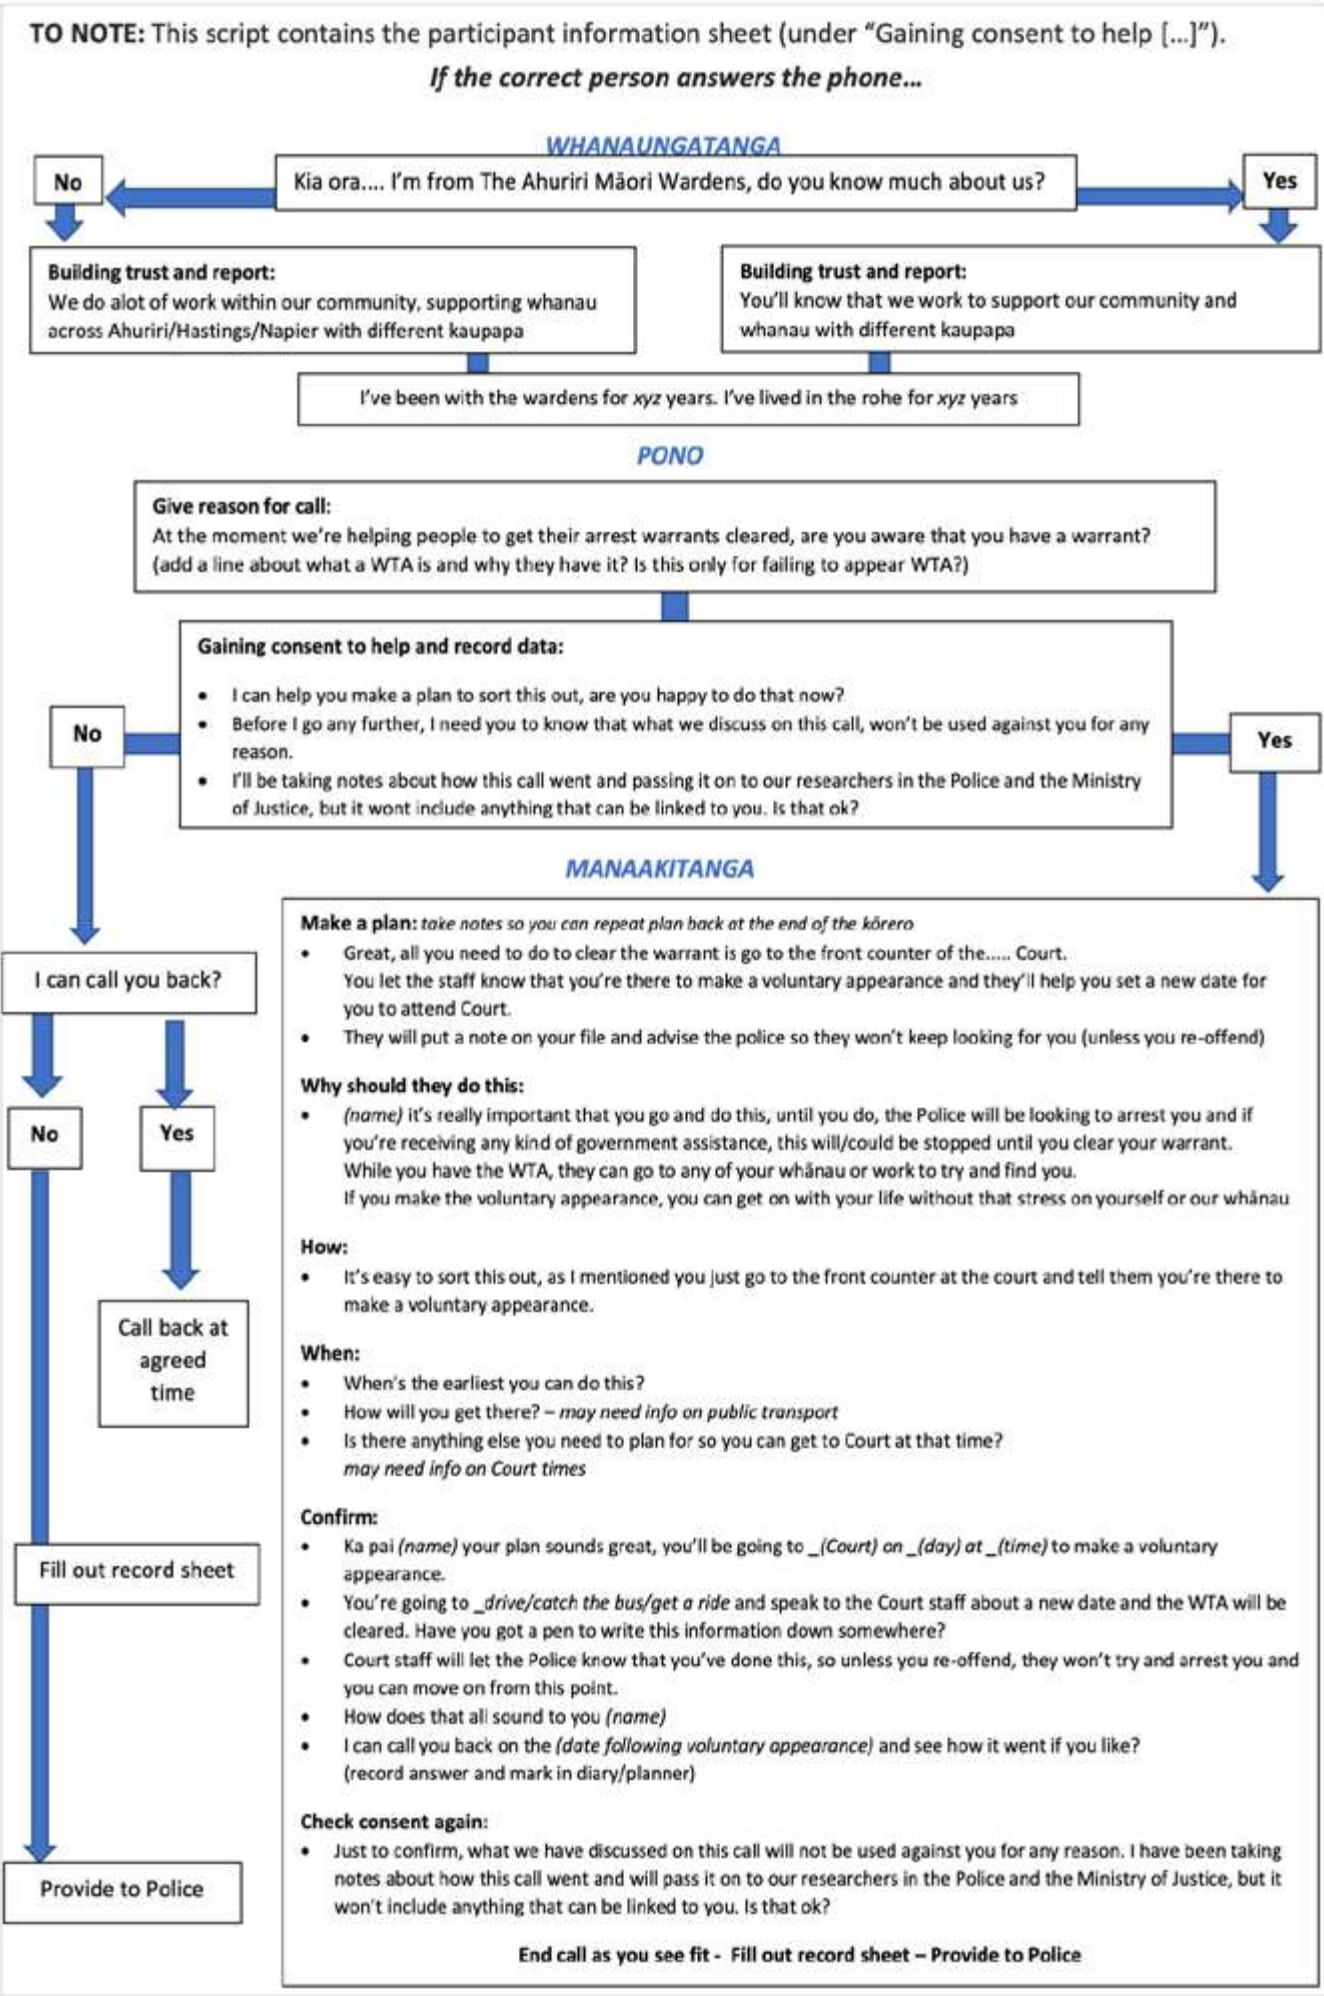 TO NOTE: This script contains the participant information sheet (under “Gaining consent to help [...]”).
If the correct person answers the phone...
WHANAUNGATANGA
No
Kia ora.... I’m from The Ahuriri Māori Wardens, do you know much about us?
Yes
Building trust and report:
We do alot of work within our community, supporting whanau
across Ahuriri/Hastings/Napier with different kaupapa
Building trust and report:
You’ll know that we work to support our community and
whanau with different kaupapa
I’ve been with the wardens for xyz years. I’ve lived in the rohe for xyz years
PONO
Give reason for call:
At the moment we’re helping people to get their arrest warrants cleared, are you aware that you have a warrant?
(add a line about what a WTA is and why they have it? Is this only for failing to appear WTA?)
Gaining consent to help and record data:
• I can help you make a plan to sort this out, are you happy to do that now?
• Before I go any further, I need you to know that what we discuss on this call, won’t be used against you for any
reason.
• I’ll be taking notes about how this call went and passing it on to our researchers in the Police and the Ministry
of Justice, but it wont include anything that can be linked to you. Is that ok?
No
Yes
MANAAKITANGA
Make a plan: take notes so you can repeat plan back at the end of the kōrero
• Great, all you need to do to clear the warrant is go to the front counter of the..... Court.
You let the staff know that you’re there to make a voluntary appearance and they’ll help you set a new date for
you to attend Court.
• They will put a note on your file and advise the police so they won’t keep looking for you (unless you re-offend)
Why should they do this:
• (name) it’s really important that you go and do this, until you do, the Police will be looking to arrest you and if
you’re receiving any kind of government assistance, this will/could be stopped until you clear your warrant.
While you have the WTA, they can go to any of your whānau or work to try and find you.
If you make the voluntary appearance, you can get on with your life without that stress on yourself or our whānau
How:
• It’s easy to sort this out, as I mentioned you just go to the front counter at the court and tell them you’re there to
make a voluntary appearance.
When:
• When’s the earliest you can do this?
• How will you get there? – may need info on public transport
• Is there anything else you need to plan for so you can get to Court at that time?
may need info on Court times
Confirm:
• Ka pai (name) your plan sounds great, you’ll be going to _(Court) on _(day) at _(time) to make a voluntary
appearance.
• You’re going to _drive/catch the bus/get a ride and speak to the Court staff about a new date and the WTA will be
cleared. Have you got a pen to write this information down somewhere?
• Court staff will let the Police know that you’ve done this, so unless you re-offend, they won’t try and arrest you and
you can move on from this point.
• How does that all sound to you (name)
• I can call you back on the (date following voluntary appearance) and see how it went if you like?
(record answer and mark in diary/planner)
Check consent again:
• Just to confirm, what we have discussed on this call will not be used against you for any reason. I have been taking
notes about how this call went and will pass it on to our researchers in the Police and the Ministry of Justice, but it
won’t include anything that can be linked to you. Is that ok?
End call as you see fit - Fill out record sheet – Provide to Police
I can call you back?
No
Yes
Call back at
agreed
time
Fill out record sheet
Provide to Police